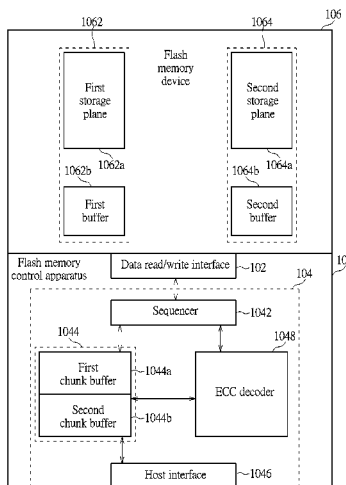 106
1062
1064
Flash
memory
device
First
storage
plane
Second
storage
plane
1062a
1064a
1062b
1064b
First
buffer
Second
buffer
Flash memory
control apparatus
Data read/write interface
102
10
104
Sequencer
1042
1044
1048
First
chunk buffer
1044a
Second
chunk buffer
1044b
ECC decoder
Host interface
1046